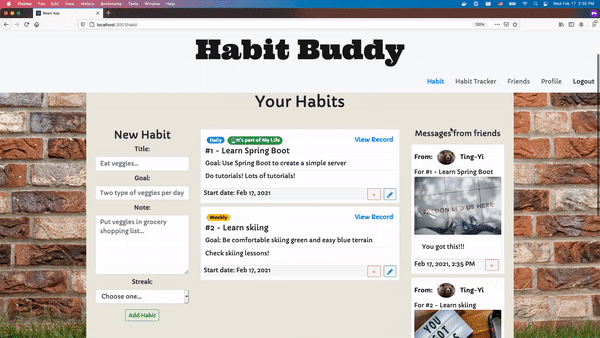 Firefox File Edit View History Bookmarks Tools Window Help
Wed Feb 17 2:35 PM
React App
localhost:3001/habit
Habit Buddy
Habit Habit Tracker Friends Profile Logout
Your Habits
New Habit
Title:
Eat veggies...
Goal:
Two type of veggies per day
Note:
Put veggies in grocery
shopping list...
Streak:
Choose one...
Add Habit
Daily It's part of My Life View Record
#1 - Learn Spring Boot
Goal: Use Spring Boot to create a simple server
Do tutorials! Lots of tutorials!
Start date: Feb 17, 2021
Weekly View Record
#2 - Learn skiing
Goal: Be comfortable skiing green and easy blue terrain
Check skiing lessons!
Start date: Feb 17, 2021
Messages from friends
From: Ting-Yi
For #1 - Learn Spring Boot
PASSION LED US HERE
You got this!!!
Feb 17, 2021, 2:35 PM
From: Ting-Yi
For #2 - Learn skiing
YOU
GOT